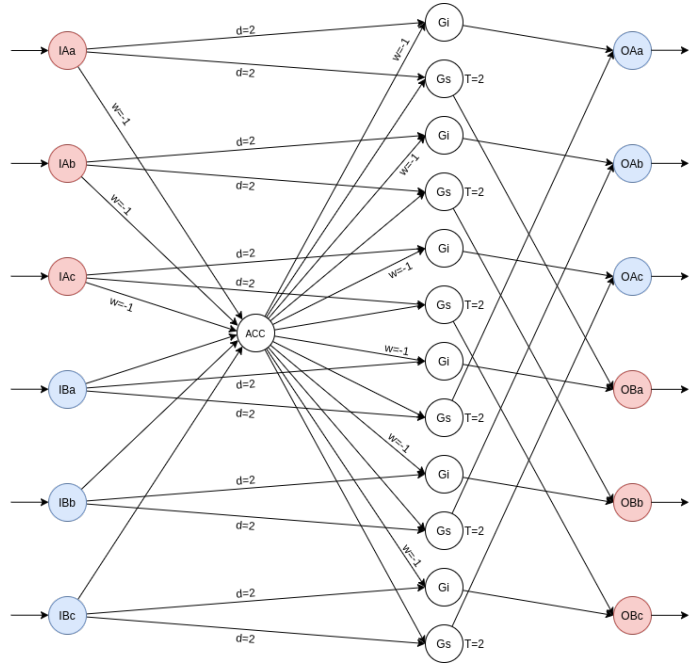 Gi
d=2
IAa
w=-1
OAa
d=2
Gs T=2
w=-1
d=2
Gi
IAb
OAb
w=-1
d=2
Gs T=2
w=-1
d=2
Gi
IAc
w=-1
OAc
d=2
w=-1
Gs T=2
ACC
w=-1
Gi
d=2
IBa
OBa
d=2
Gs T=2
w=-1
d=2
Gi
IBb
OBb
d=2
Gs T=2
w=-1
d=2
Gi
IBc
OBc
d=2
Gs T=2